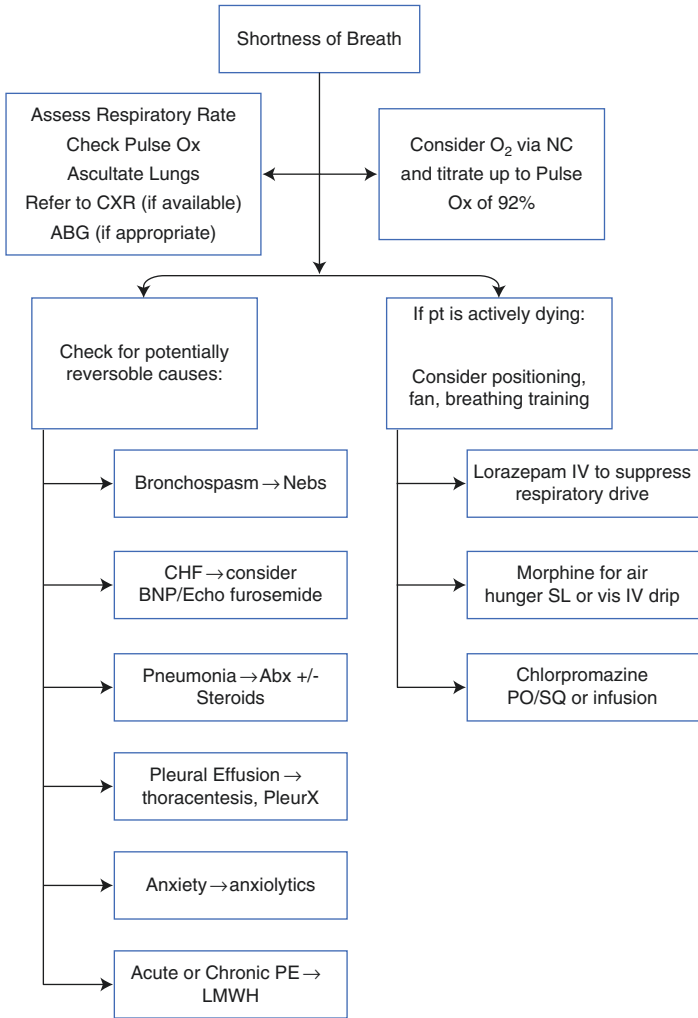 Shortness of Breath
Assess Respiratory Rate
Check Pulse Ox
Ascultate Lungs
Refer to CXR (if available)
ABG (if appropriate)
Consider O₂ via NC
and titrate up to Pulse
Ox of 92%
Check for potentially
reversoble causes:
If pt is actively dying:
Consider positioning,
fan, breathing training
Bronchospasm → Nebs
CHF → consider
BNP/Echo furosemide
Pneumonia → Abx +/-
Steroids
Pleural Effusion →
thoracentesis, PleurX
Anxiety → anxiolytics
Acute or Chronic PE →
LMWH
Lorazepam IV to suppress
respiratory drive
Morphine for air
hunger SL or vis IV drip
Chlorpromazine
PO/SQ or infusion